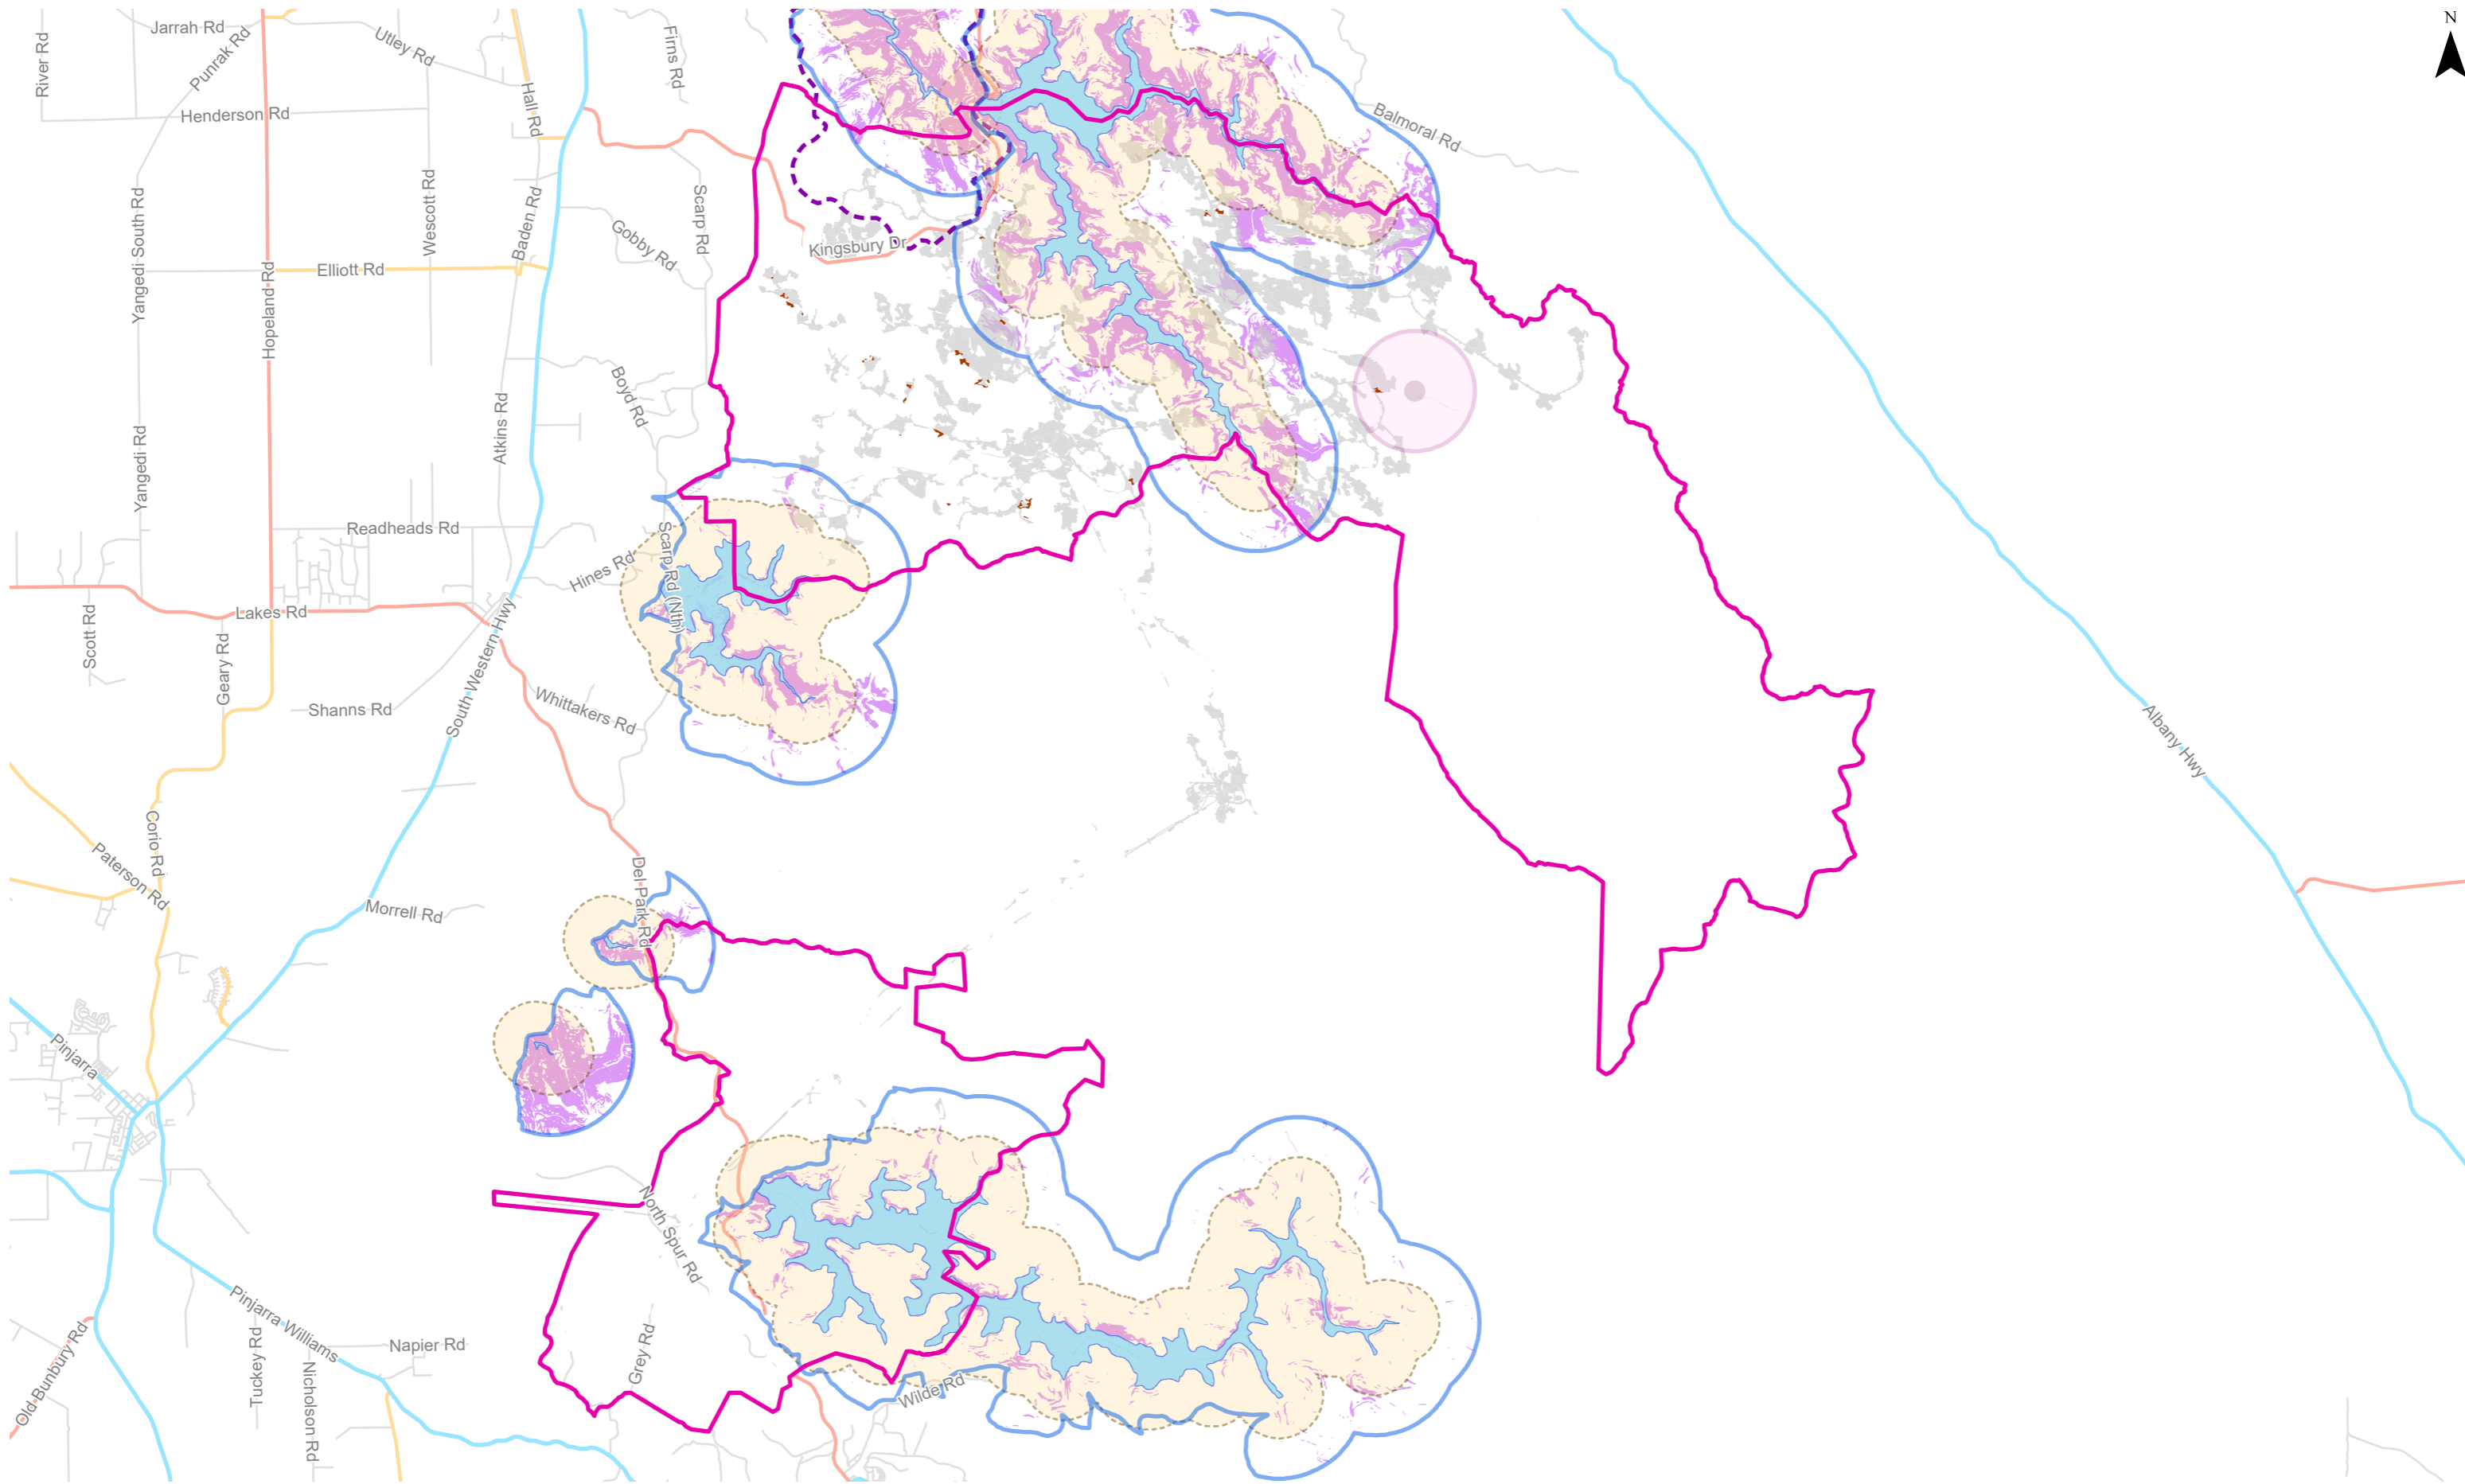 N
Jarrah Rd
River Rd
Punrak Rd
Utley Rd
Firns Rd
Hall Rd
Henderson Rd
Balmoral Rd
Yangedi South Rd
Wescott Rd
Baden Rd
Scarp Rd
Gobby Rd
Kingsbury Dr
Hopeland Rd
Elliott Rd
Boyd Rd
Atkins Rd
Yangedi Rd
Readheads Rd
Hines Rd
Scarp Rd (Nth)
Lakes Rd
Scott Rd
Geary Rd
South Western Hwy
Shanns Rd
Whittakers Rd
Albany Hwy
Corio Rd
Paterson Rd
Del Park Rd
Morrell Rd
Pinjarra
North Spur Rd
Pinjarra Williams
Old Bunbury Rd
Tuckey Rd
Nicholson Rd
Napier Rd
Grey Rd
Wilde Rd